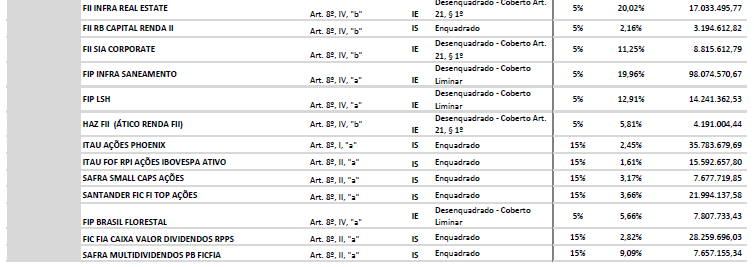 FII INFRA REAL ESTATE Art. 8º, IV, "b" IE Desenquadrado - Coberto Art. 21, § 1º 5% 20,02% 17.033.495,77
FII RB CAPITAL RENDA II Art. 8º, IV, "b" IS Enquadrado 5% 2,16% 3.194.612,82
FII SIA CORPORATE Art. 8º, IV, "b" IE Desenquadrado - Coberto Art. 21, § 1º 5% 11,25% 8.815.612,79
FIP INFRA SANEAMENTO Art. 8º, IV, "a" IE Desenquadrado - Coberto Liminar 5% 19,96% 98.074.570,67
FIP LSH Art. 8º, IV, "a" IE Desenquadrado - Coberto Liminar 5% 12,91% 14.241.362,53
HAZ FII (ÁTICO RENDA FII) Art. 8º, IV, "b" IE Desenquadrado - Coberto Art. 21, § 1º 5% 5,81% 4.191.004,44
ITAU AÇÕES PHOENIX Art. 8º, I, "a" IS Enquadrado 15% 2,45% 35.783.679,69
ITAU FOF RPI AÇÕES IBOVESPA ATIVO Art. 8º, II, "a" IS Enquadrado 15% 1,61% 15.592.657,80
SAFRA SMALL CAPS AÇÕES Art. 8º, II, "a" IS Enquadrado 15% 3,17% 7.677.719,85
SANTANDER FIC FI TOP AÇÕES Art. 8º, II, "a" IS Enquadrado 15% 3,66% 21.994.137,58
FIP BRASIL FLORESTAL Art. 8º, IV, "a" IE Desenquadrado - Coberto Liminar 5% 5,66% 7.807.733,43
FIC FIA CAIXA VALOR DIVIDENDOS RPPS Art. 8º, II, "a" IS Enquadrado 15% 2,82% 28.259.696,03
SAFRA MULTIDIVIDENDOS PB FICFIA Art. 8º, II, "a" IS Enquadrado 15% 9,09% 7.657.155,34